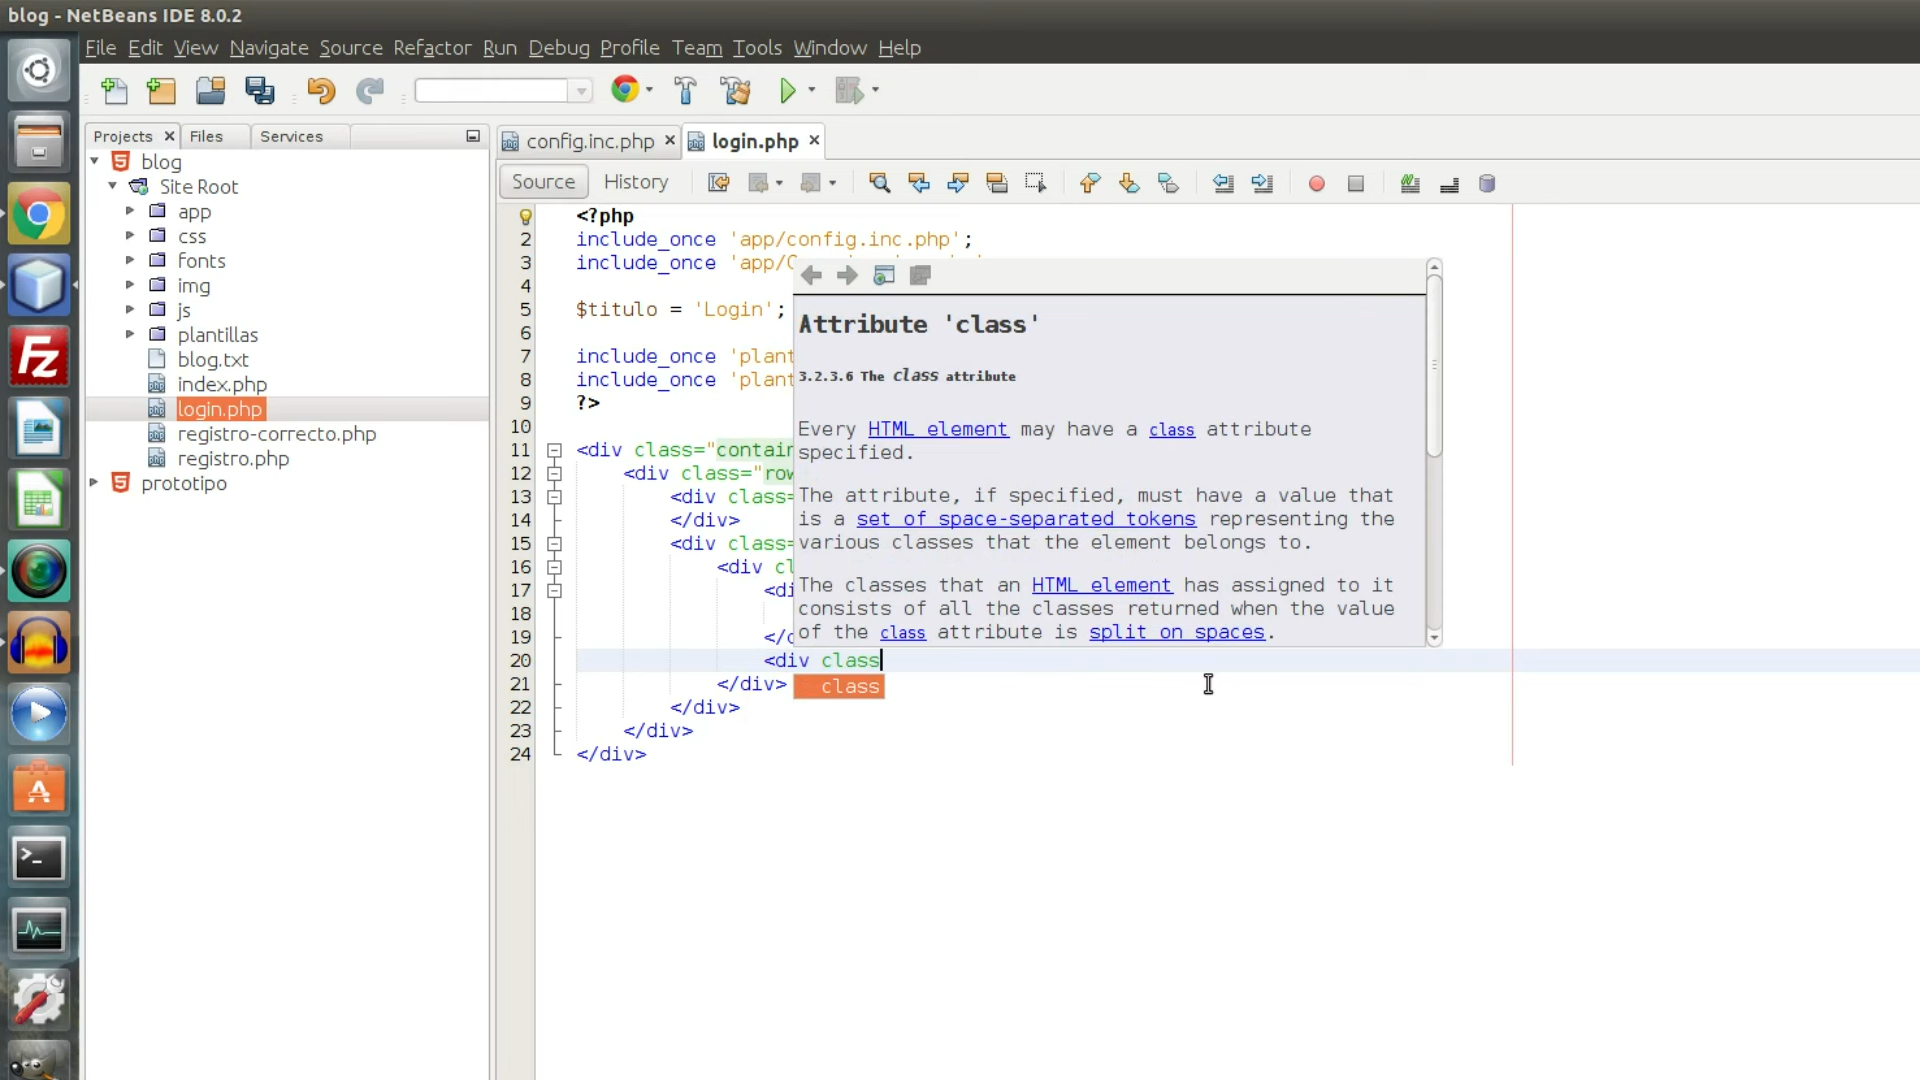 blog - NetBeans IDE 8.0.2
File Edit View Navigate Source Refactor Run Debug Profile Team Tools Window Help
Projects Files Services
blog
Site Root
app
css
fonts
img
js
plantillas
blog.txt
index.php
login.php
registro-correcto.php
registro.php
prototipo
config.inc.php login.php
Source History
<?php
2 include_once 'app/config.inc.php';
3 include_once 'app/
4
5 $titulo = 'Login';
6
7 include_once 'plant
8 include_once 'plant
9 ?>
10
11 <div class="contain
12 <div class="row
13 <div class=
14 </div>
15 <div class=
16 <div cl
17 <di
18
19 </
20 <div class
21 </div>
22 </div>
23 </div>
24 </div>
Attribute 'class'
3.2.3.6 The class attribute
Every HTML element may have a class attribute
specified.
The attribute, if specified, must have a value that
is a set of space-separated tokens representing the
various classes that the element belongs to.
The classes that an HTML element has assigned to it
consists of all the classes returned when the value
of the class attribute is split on spaces.
class